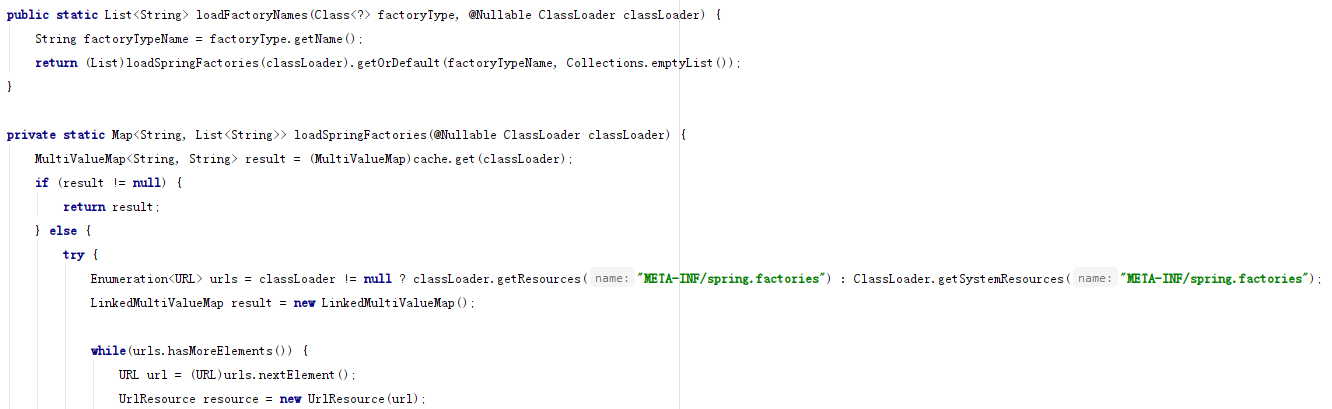 public static List<String> loadFactoryNames(Class<?> factoryType, @Nullable ClassLoader classLoader) {
    String factoryTypeName = factoryType.getName();
    return (List)loadSpringFactories(classLoader).getOrDefault(factoryTypeName, Collections.emptyList());
}
private static Map<String, List<String>> loadSpringFactories(@Nullable ClassLoader classLoader) {
    MultiValueMap<String, String> result = (MultiValueMap)cache.get(classLoader);
    if (result != null) {
        return result;
    } else {
        try {
            Enumeration<URL> urls = classLoader != null ? classLoader.getResources( name: "META-INF/spring.factories") : ClassLoader.getSystemResources( name: "META-INF/spring.factories");
            LinkedMultiValueMap result = new LinkedMultiValueMap();
            while(urls.hasMoreElements()) {
                URL url = (URL)urls.nextElement();
                UrlResource resource = new UrlResource(url);